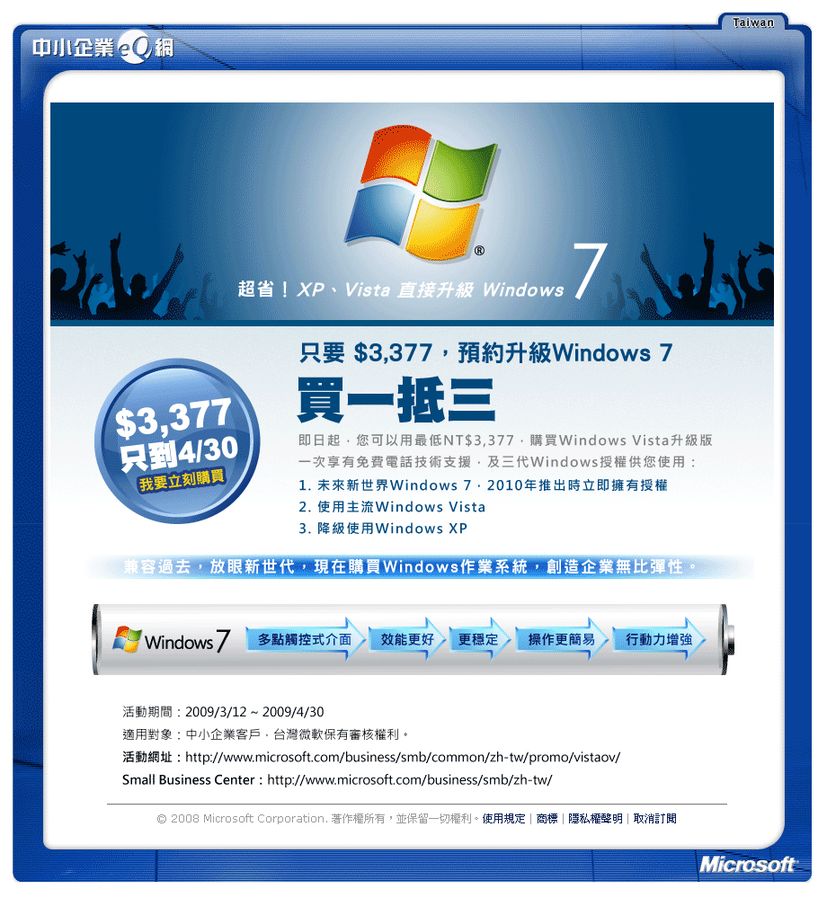 Taiwan
中小企業eQ網
®
超省！XP、Vista 直接升級 Windows 7
只要 $3,377，預約升級Windows 7
買一抵三
$3,377
只到4/30
我要立刻購買
即日起，您可以用最低NT$3,377，購買Windows Vista升級版
一次享有免費電話技術支援，及三代Windows授權供您使用：
1. 未來新世界Windows 7，2010年推出時立即擁有授權
2. 使用主流Windows Vista
3. 降級使用Windows XP
兼容過去，放眼新世代，現在購買Windows作業系統，創造企業無比彈性。
Windows 7 多點觸控式介面 效能更好 更穩定 操作更簡易 行動力增強
活動期間：2009/3/12 ~ 2009/4/30
適用對象：中小企業客戶，台灣微軟保有審核權利。
活動網址：http://www.microsoft.com/business/smb/common/zh-tw/promo/vistaov/
Small Business Center：http://www.microsoft.com/business/smb/zh-tw/
© 2008 Microsoft Corporation. 著作權所有，並保留一切權利。使用規定 | 商標 | 隱私權聲明 | 取消訂閱
Microsoft